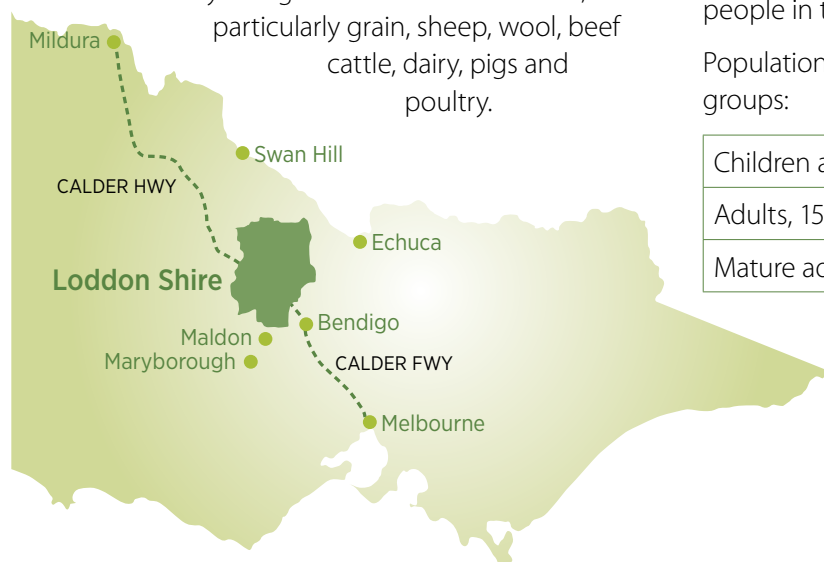 particularly grain, sheep, wool, beef
cattle, dairy, pigs and
poultry.
people in
Population
groups:
Children
Adults, 15
Mature
Mildura
Swan Hill
CALDER HWY
Echuca
Loddon Shire
Bendigo
Maldon
Maryborough
CALDER FWY
Melbourne